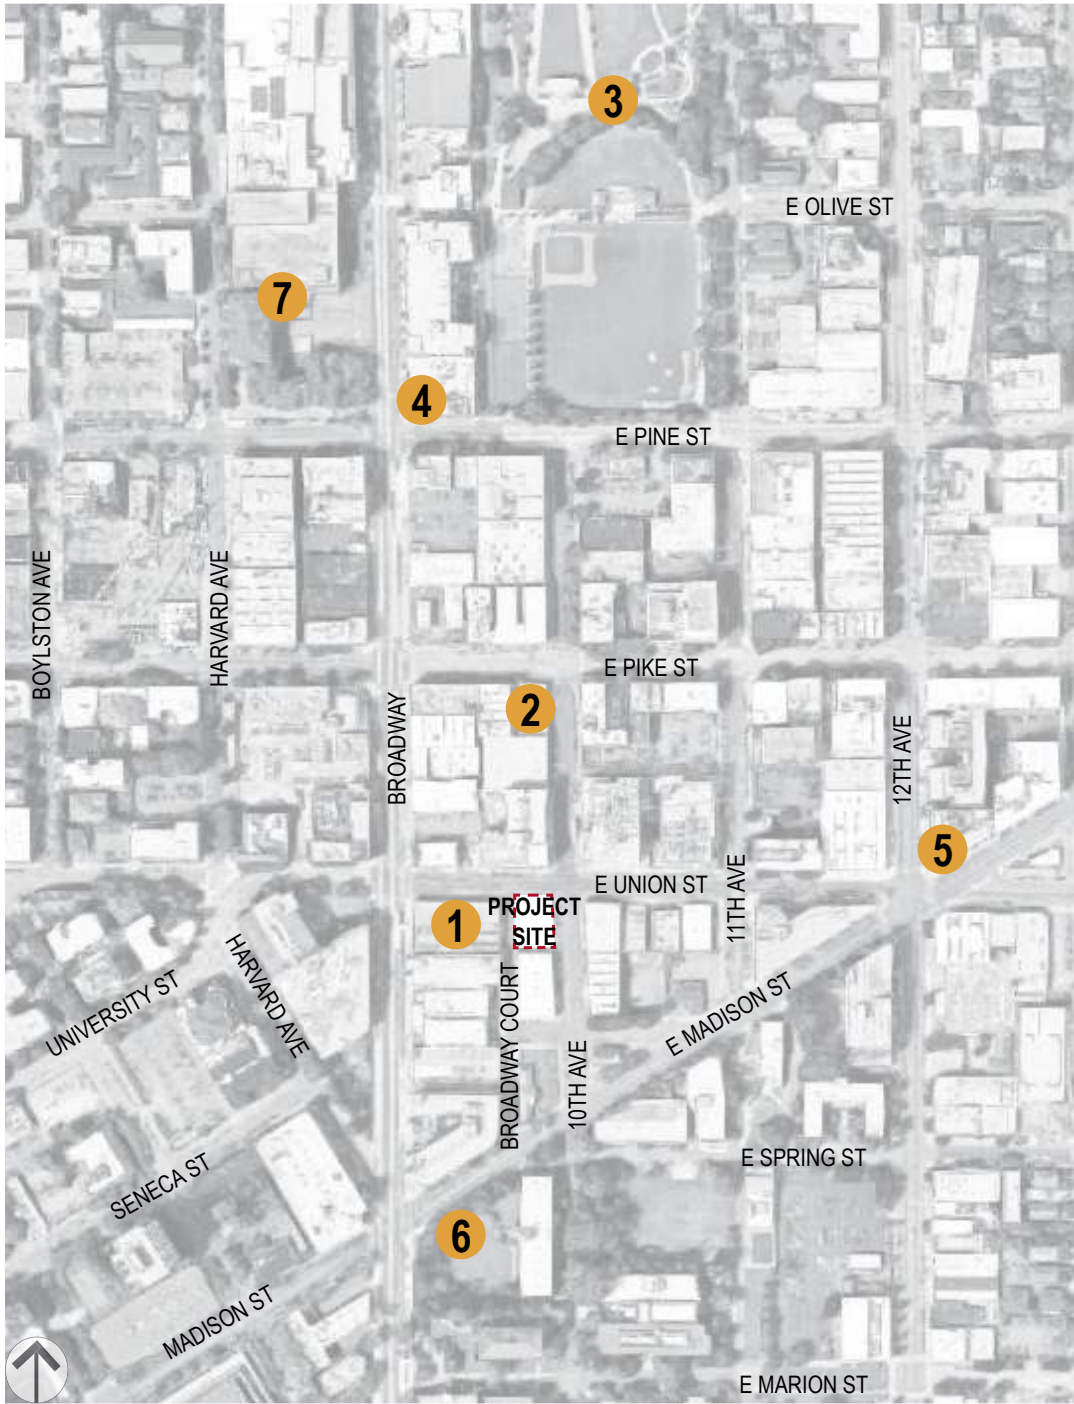 3
E OLIVE ST
7
4
E PINE ST
BOYLSTON AVE
HARVARD AVE
E PIKE ST
2
BROADWAY
12TH AVE
5
E UNION ST
11TH AVE
PROJECT
SITE
1
HARVARD AVE
UNIVERSITY ST
E MADISON ST
BROADWAY COURT
10TH AVE
E SPRING ST
SENECA ST
6
MADISON ST
E MARION ST